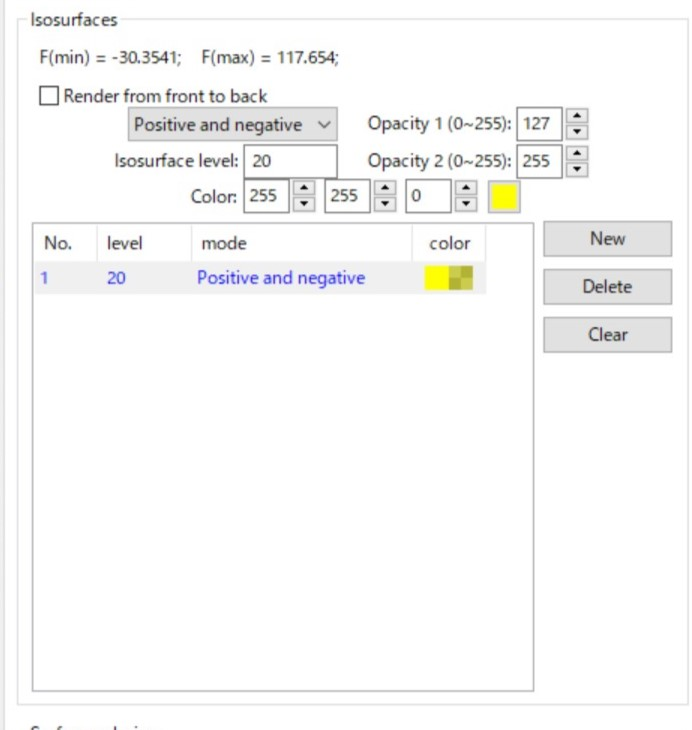 Isosurfaces
F(min) = -30.3541; F(max) = 117.654;
Render from front to back
Positive and negative Opacity 1 (0~255): 127
Isosurface level: 20 Opacity 2 (0~255): 255
Color: 255 255 0
No. level mode color New
1 20 Positive and negative
Delete
Clear